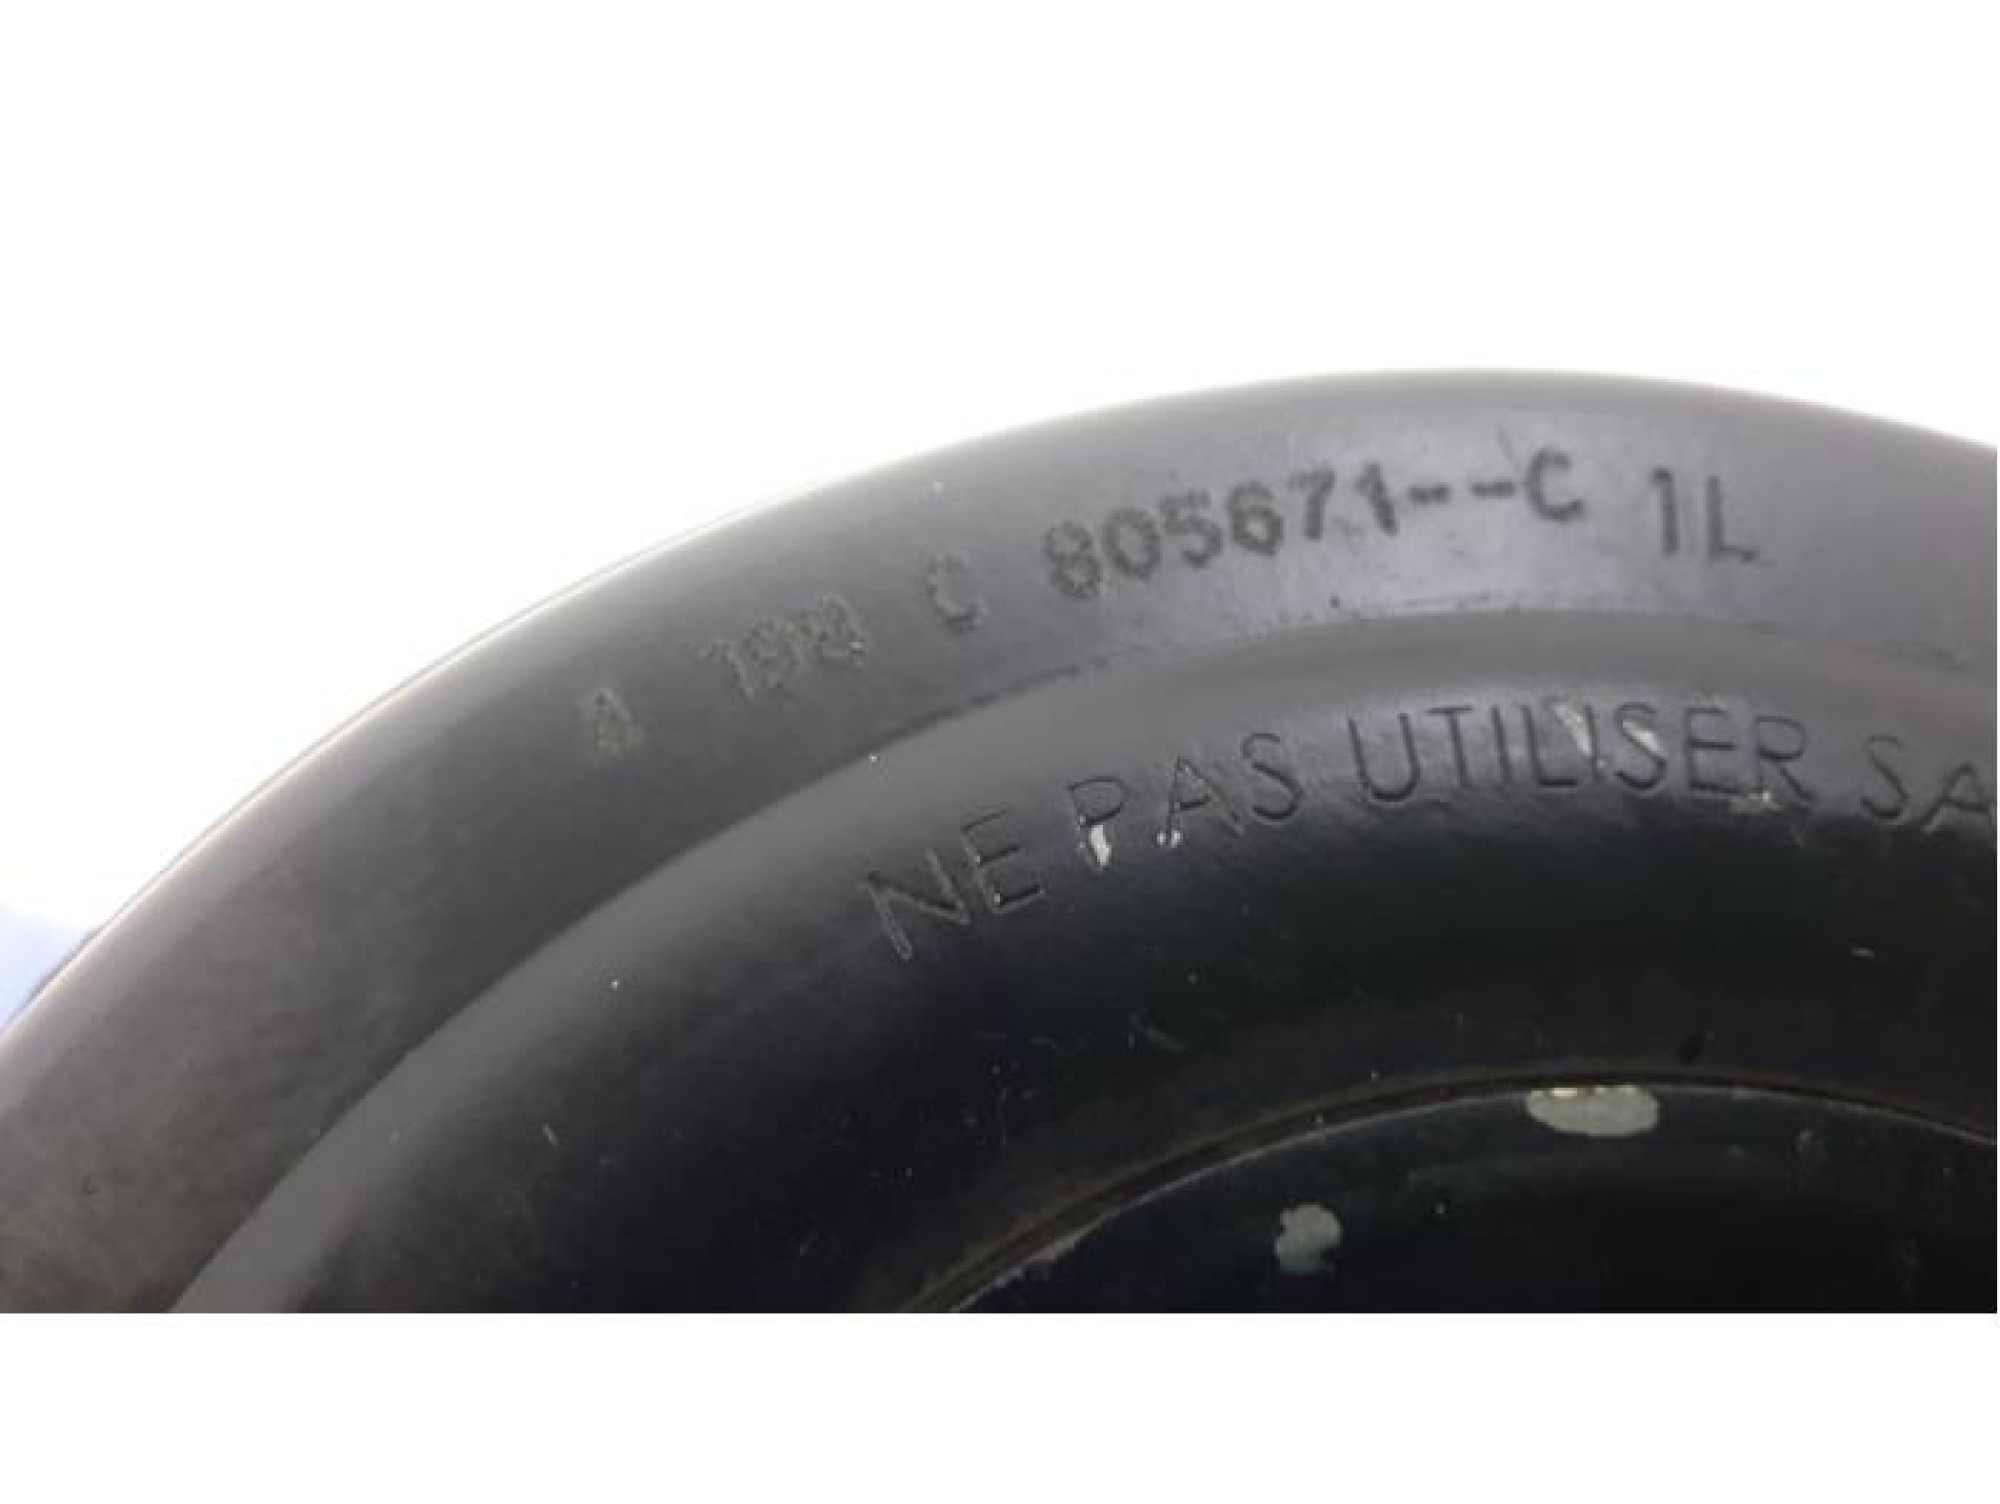 A C 805671--C 1L
NE PAS UTILISER SA